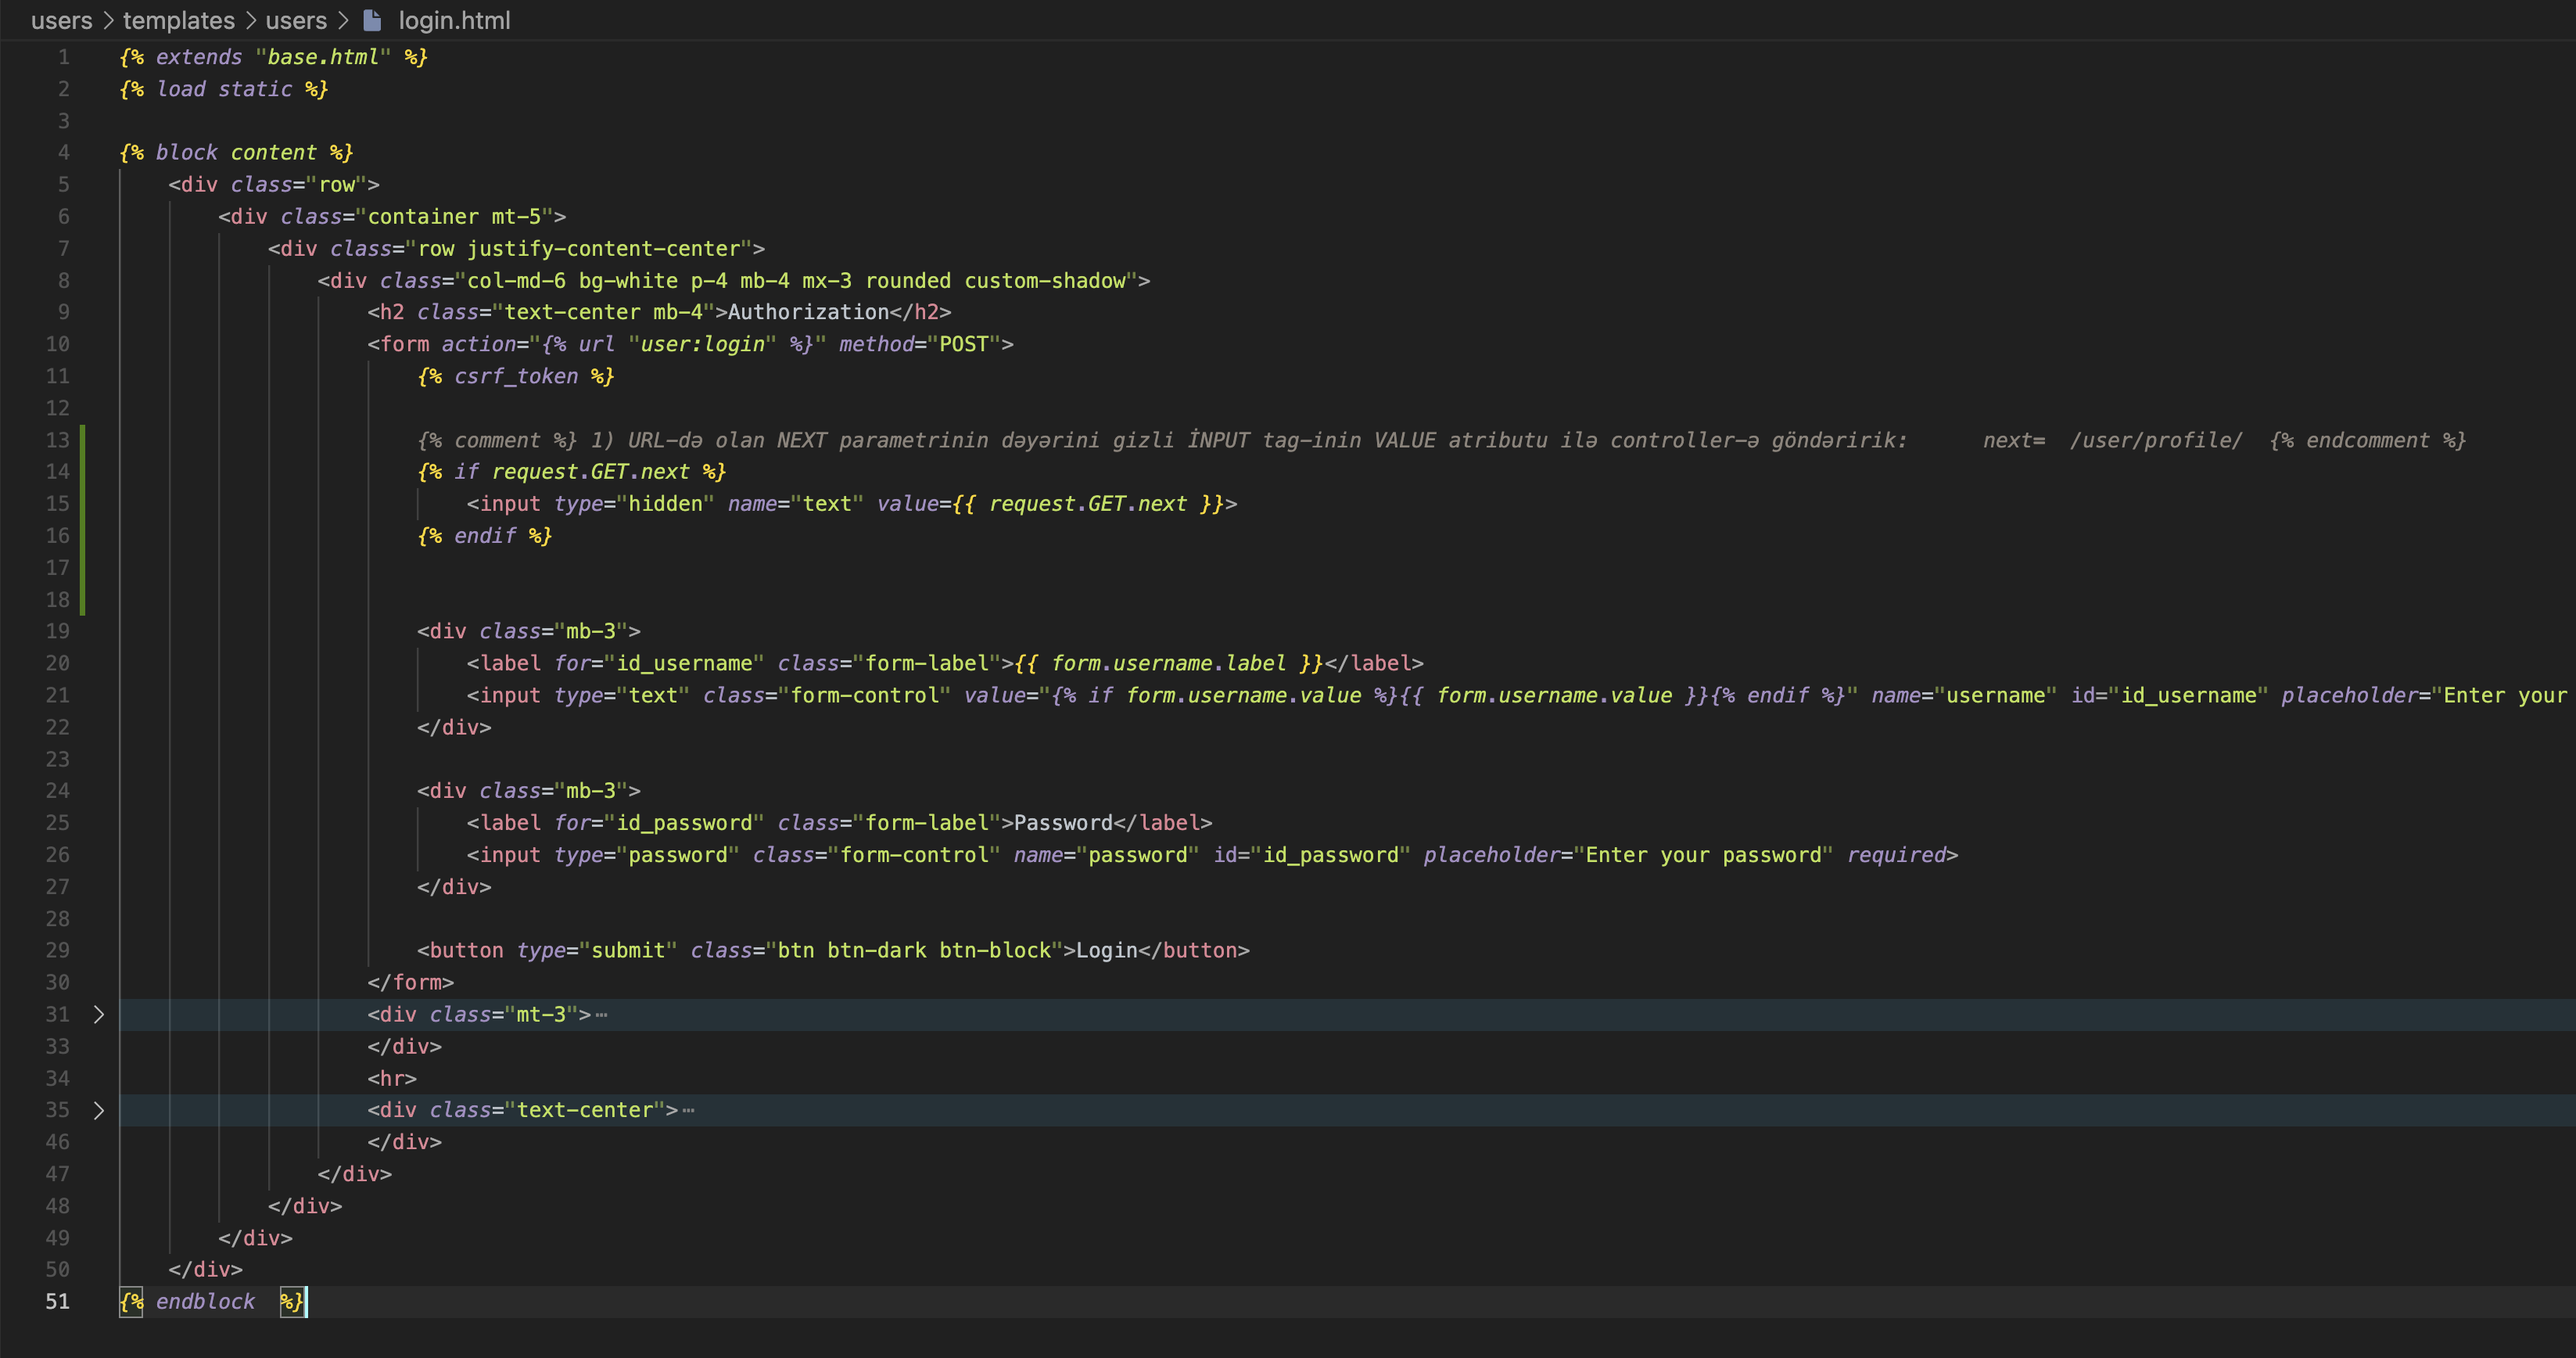 users > templates > users > login.html
1 {% extends "base.html" %}
2 {% load static %}
3
4 {% block content %}
5 <div class="row">
6 <div class="container mt-5">
7 <div class="row justify-content-center">
8 <div class="col-md-6 bg-white p-4 mb-4 mx-3 rounded custom-shadow">
9 <h2 class="text-center mb-4">Authorization</h2>
10 <form action="{% url "user:login" %}" method="POST">
11 {% csrf_token %}
12
13 {% comment %} 1) URL-də olan NEXT parametrinin dəyərini gizli İNPUT tag-inin VALUE atributu ilə controller-ə göndəririk: next= /user/profile/ {% endcomment %}
14 {% if request.GET.next %}
15 <input type="hidden" name="text" value={{ request.GET.next }}>
16 {% endif %}
17
18
19 <div class="mb-3">
20 <label for="id_username" class="form-label">{{ form.username.label }}</label>
21 <input type="text" class="form-control" value="{% if form.username.value %}{{ form.username.value }}{% endif %}" name="username" id="id_username" placeholder="Enter your
22 </div>
23
24 <div class="mb-3">
25 <label for="id_password" class="form-label">Password</label>
26 <input type="password" class="form-control" name="password" id="id_password" placeholder="Enter your password" required>
27 </div>
28
29 <button type="submit" class="btn btn-dark btn-block">Login</button>
30 </form>
31 <div class="mt-3">⋯
33 </div>
34 <hr>
35 <div class="text-center">⋯
46 </div>
47 </div>
48 </div>
49 </div>
50 </div>
51 {% endblock  %}